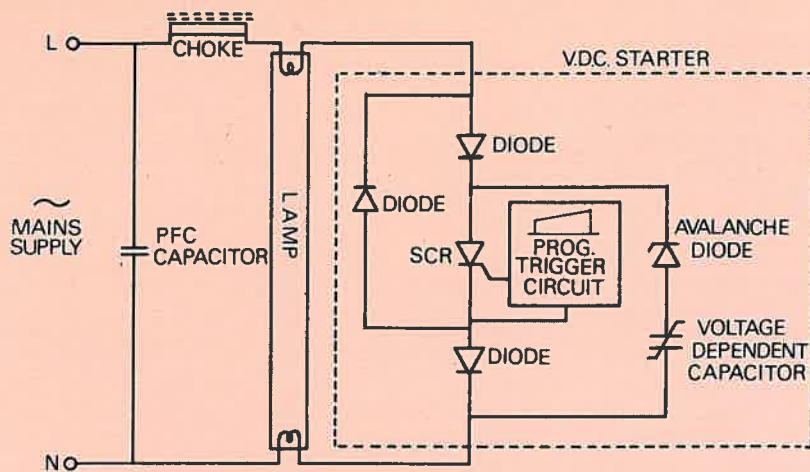 V.D.C. STARTER
L
CHOKE
DIODE
DIODE
LAMP
MAINS
SUPPLY
PFC
CAPACITOR
SCR
PROG.
TRIGGER
CIRCUIT
AVALANCHE
DIODE
DIODE
VOLTAGE
DEPENDENT
CAPACITOR
N